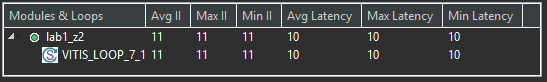 Modules & Loops Avg II Max II Min II Avg Latency Max Latency Min Latency
lab1_z2 11 11 11 10 10 10
VITIS_LOOP_7_1 11 11 11 10 10 10